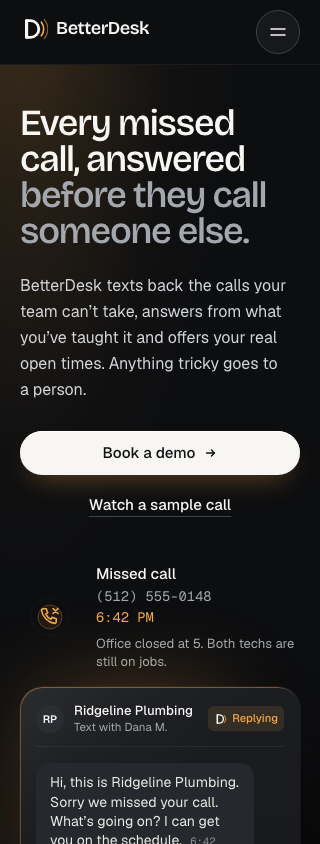 BetterDesk
Every missed
call, answered
before they call
someone else.
BetterDesk texts back the calls your
team can’t take, answers from what
you’ve taught it and offers your real
open times. Anything tricky goes to
a person.
Book a demo →
Watch a sample call
Missed call
(512) 555-0148
6:42 PM
Office closed at 5. Both techs are
still on jobs.
RP
Ridgeline Plumbing
Text with Dana M.
Replying
Hi, this is Ridgeline Plumbing.
Sorry we missed your call.
What’s going on? I can get
you on the schedule. 6:42